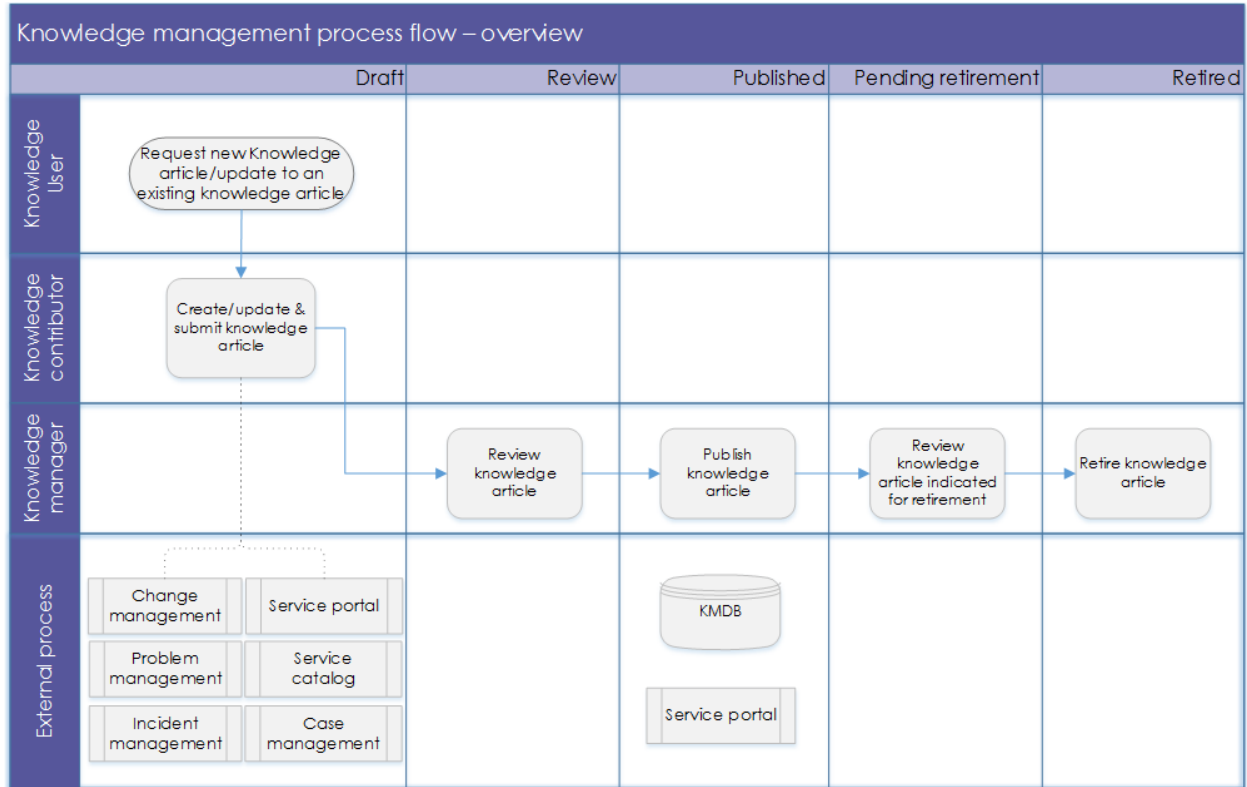 Knowledge management process flow – overview
Draft
Review
Published
Pending retirement
Retired
Knowledge
User
Request new Knowledge
article/update to an
existing knowledge article
Knowledge
contributor
Create/update &
submit knowledge
article
Knowledge
manager
Review
knowledge
article
Publish
knowledge
article
Review
knowledge
article indicated
for retirement
Retire knowledge
article
External process
Change
management
Service portal
Problem
management
Service
catalog
Incident
management
Case
management
KMDB
Service portal